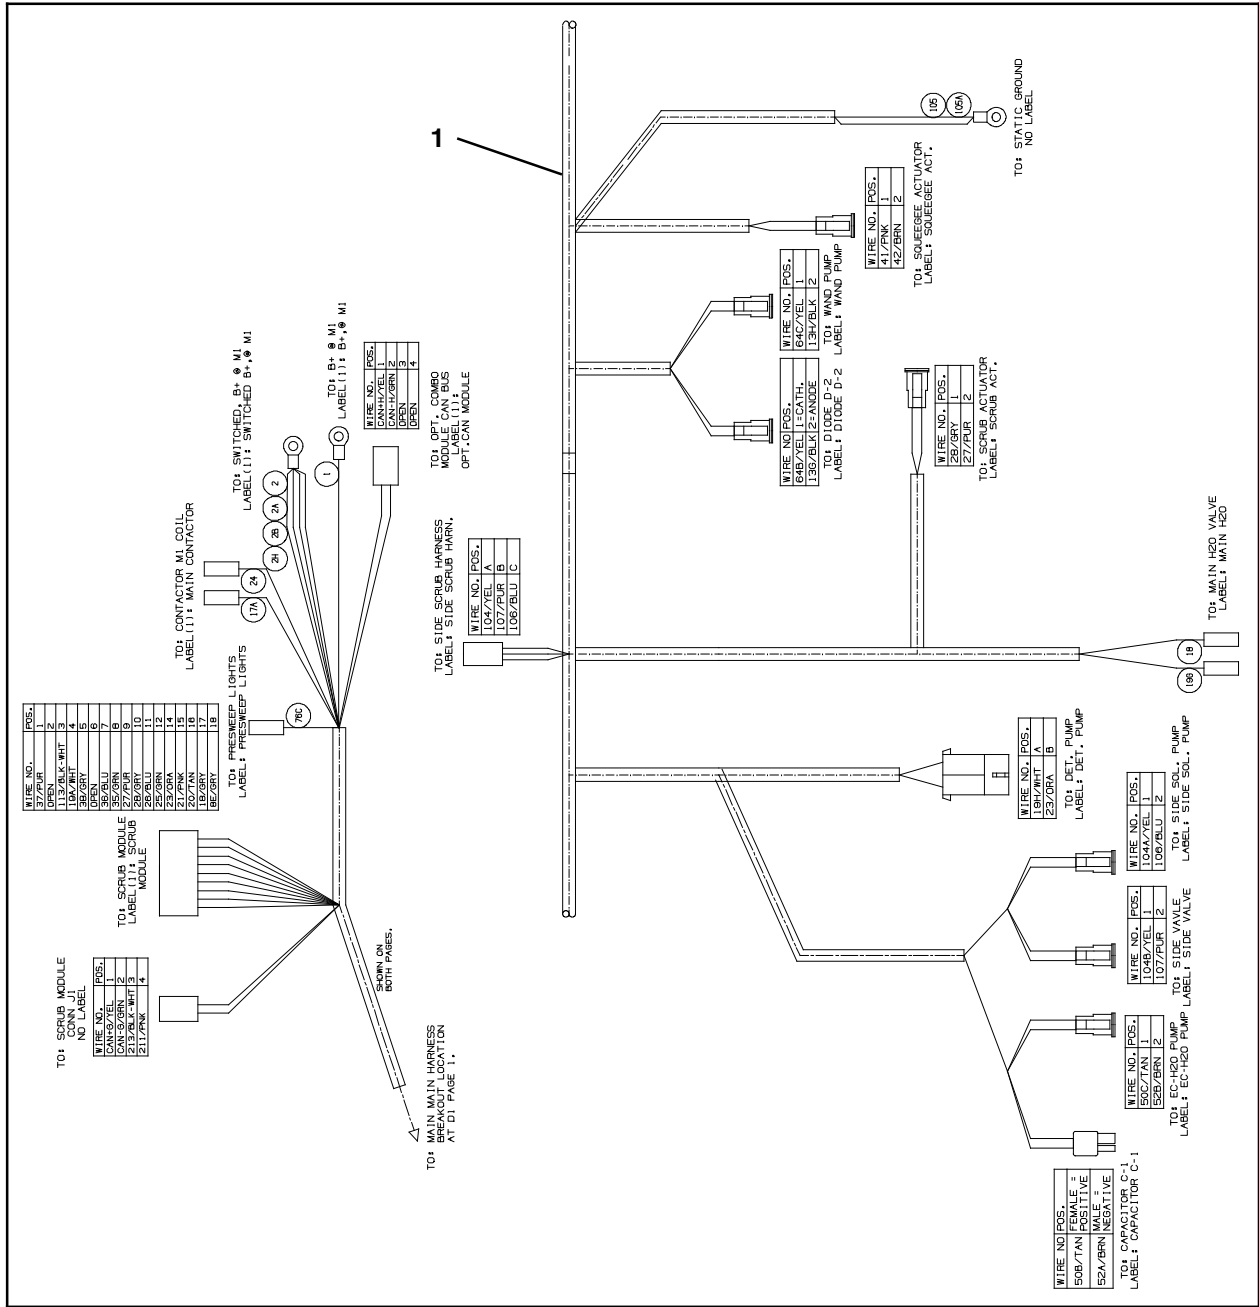 1
TO: SCRUB MODULE
CONN J1
NO LABEL
WIRE NO. POS.
CAN+G/YEL 1
CAN-G/GRN 2
213/BLK-WHT 3
211/PNK 4
TO: SCRUB MODULE
LABEL(1): SCRUB
MODULE
WIRE NO. POS.
37/PUR 1
OPEN 2
113/BLK-WHT 3
19A/WHT 4
38/GRY 5
OPEN 6
36/BLU 7
35/GRN 8
27/PUR 9
28/GRY 10
26/BLU 11
25/GRN 12
23/ORA 14
21/PNK 15
20/TAN 16
18/GRY 17
8E/GRY 18
TO: PRESWEEP LIGHTS
LABEL: PRESWEEP LIGHTS
76C
TO: CONTACTOR M1 COIL
LABEL(1): MAIN CONTACTOR
17A
24
TO: SWITCHED, B+ @ M1
LABEL(1): SWITCHED B+,@ M1
2H
2B
2A
2
TO: B+ @ M1
LABEL(1): B+,@ M1
1
WIRE NO. POS.
CAN+H/YEL 1
CAN-H/GRN 2
OPEN 3
OPEN 4
TO: OPT. COMBO
MODULE CAN BUS
LABEL(1):
OPT.CAN MODULE
SHOWN ON
BOTH PAGES.
TO: MAIN MAIN HARNESS
BREAKOUT LOCATION
AT D1 PAGE 1.
TO: SIDE SCRUB HARNESS
LABEL: SIDE SCRUB HARN.
WIRE NO. POS.
104/YEL A
107/PUR B
106/BLU C
105
105A
TO: STATIC GROUND
NO LABEL
WIRE NO. POS.
41/PNK 1
42/BRN 2
TO: SQUEEGEE ACTUATOR
LABEL: SQUEEGEE ACT.
WIRE NO. POS.
64C/YEL 1
13H/BLK 2
TO: WAND PUMP
LABEL: WAND PUMP
WIRE NO POS.
64B/YEL 1=CATH.
13G/BLK 2=ANODE
TO: DIODE D-2
LABEL: DIODE D-2
WIRE NO. POS.
28/GRY 1
27/PUR 2
TO: SCRUB ACTUATOR
LABEL: SCRUB ACT.
19G
18
TO: MAIN H2O VALVE
LABEL: MAIN H2O
WIRE NO. POS.
19H/WHT A
23/ORA B
TO: DET. PUMP
LABEL: DET. PUMP
WIRE NO. POS.
104A/YEL 1
106/BLU 2
TO: SIDE SOL. PUMP
LABEL: SIDE SOL. PUMP
WIRE NO. POS.
104B/YEL 1
107/PUR 2
TO: SIDE VAVLE
LABEL: SIDE VALVE
WIRE NO. POS.
50C/TAN 1
52B/BRN 2
TO: EC-H2O PUMP
LABEL: EC-H2O PUMP
WIRE NO POS.
50B/TAN FEMALE =
POSITIVE
52A/BRN MALE =
NEGATIVE
TO: CAPACITOR C-1
LABEL: CAPACITOR C-1